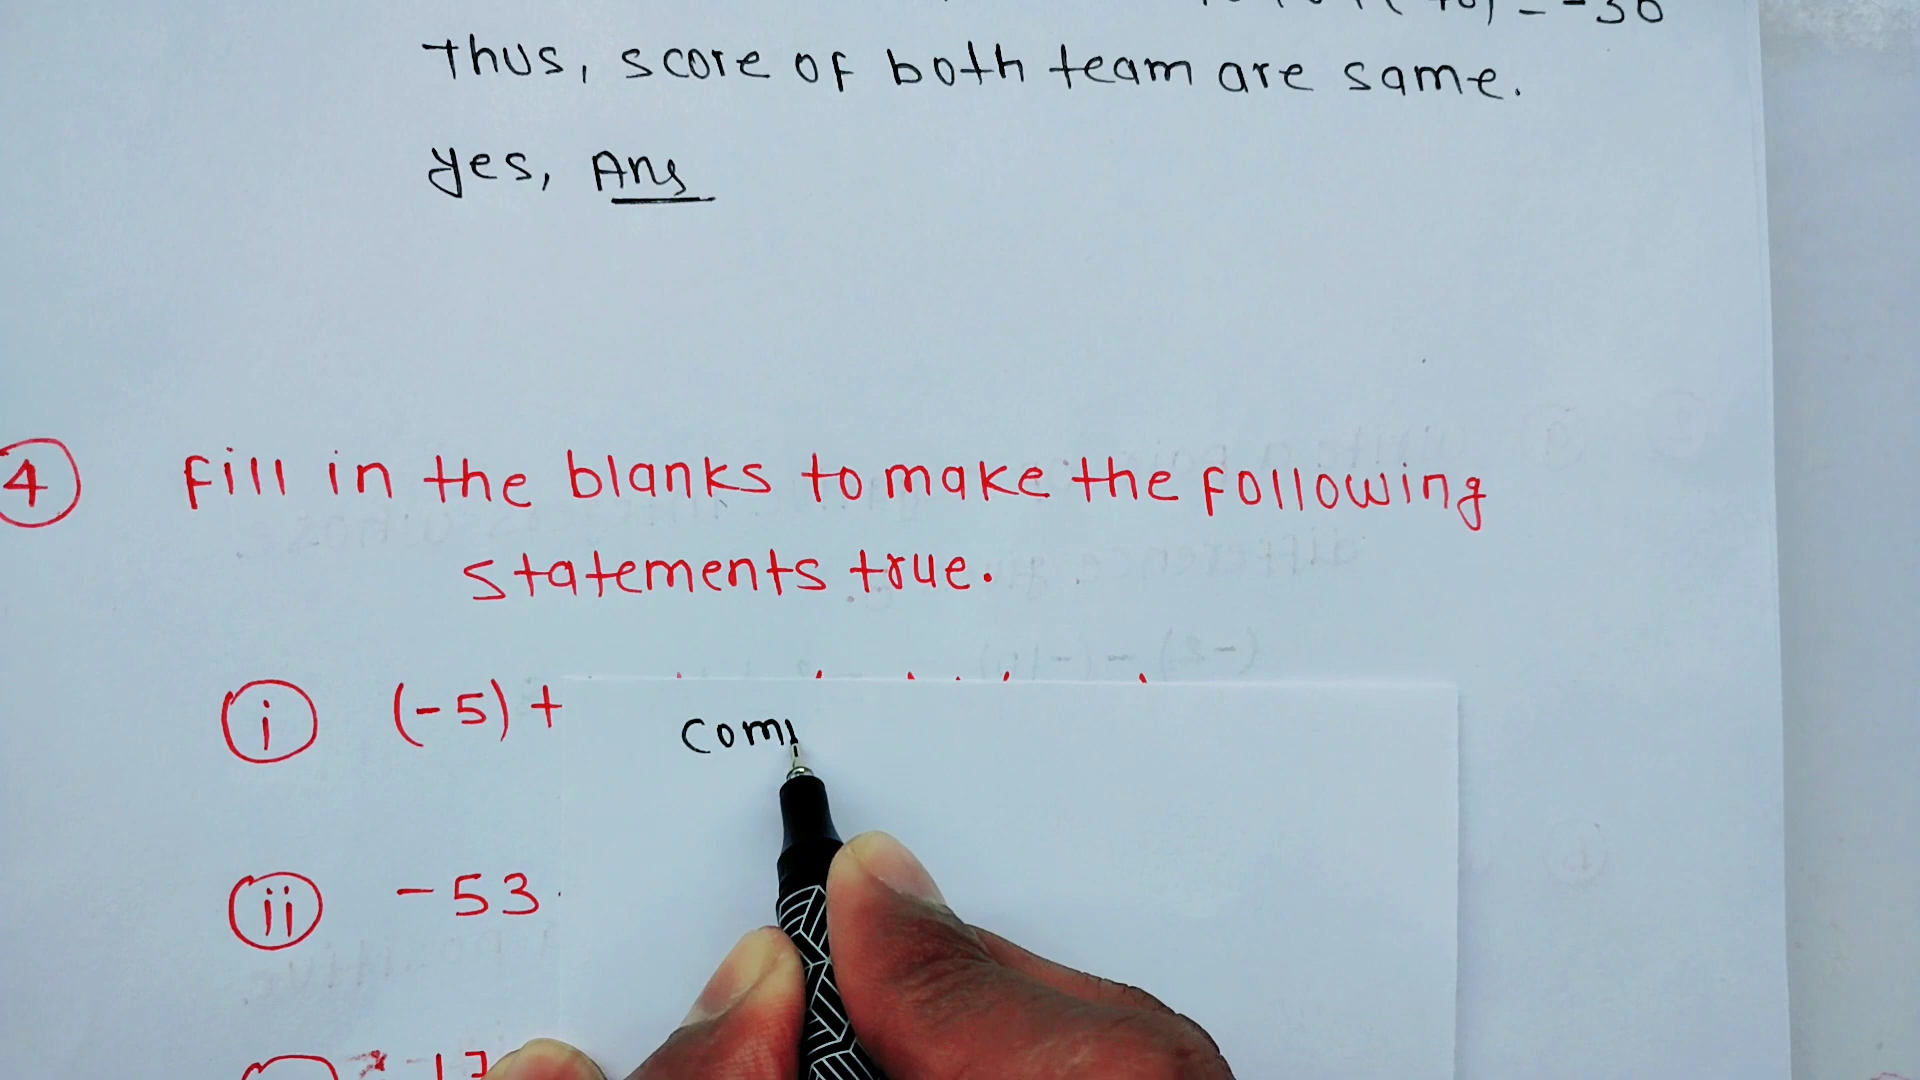 Thus, score of both team are same.
yes, Ans
4 Fill in the blanks to make the following
statements true.
i (-5) +
com
ii -53